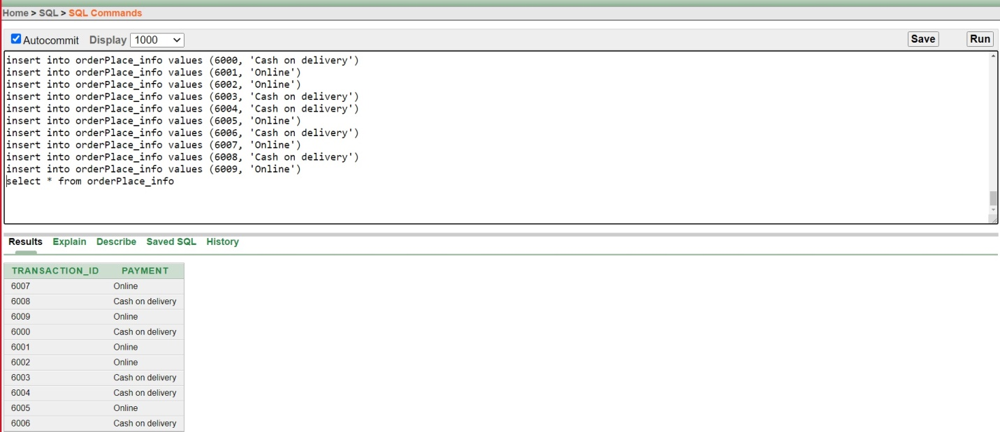 Home > SQL > SQL Commands
Autocommit Display 1000 Save Run
insert into orderPlace_info values (6000, 'Cash on delivery')
insert into orderPlace_info values (6001, 'Online')
insert into orderPlace_info values (6002, 'Online')
insert into orderPlace_info values (6003, 'Cash on delivery')
insert into orderPlace_info values (6004, 'Cash on delivery')
insert into orderPlace_info values (6005, 'Online')
insert into orderPlace_info values (6006, 'Cash on delivery')
insert into orderPlace_info values (6007, 'Online')
insert into orderPlace_info values (6008, 'Cash on delivery')
insert into orderPlace_info values (6009, 'Online')
select * from orderPlace_info
Results Explain Describe Saved SQL History
TRANSACTION_ID PAYMENT
6007 Online
6008 Cash on delivery
6009 Online
6000 Cash on delivery
6001 Online
6002 Online
6003 Cash on delivery
6004 Cash on delivery
6005 Online
6006 Cash on delivery